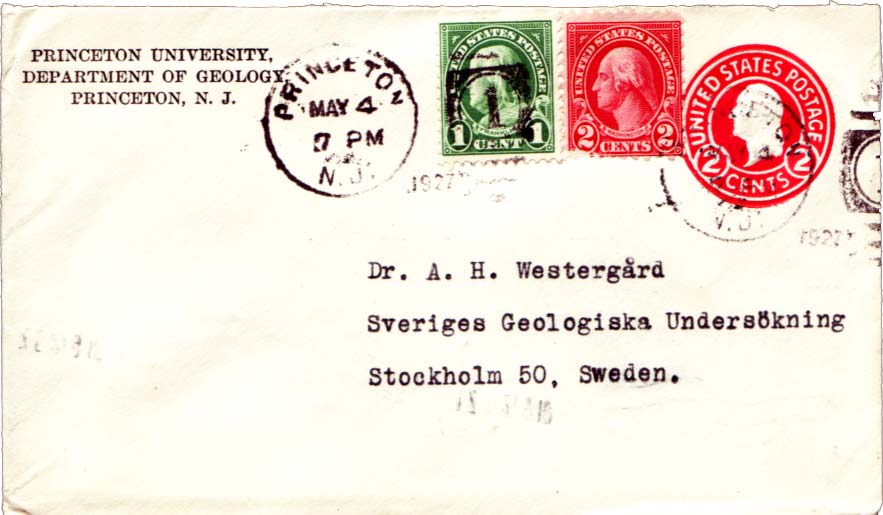 PRINCETON UNIVERSITY,
DEPARTMENT OF GEOLOGY,
PRINCETON, N. J.
PRINCETON
MAY 4
7 PM
N.J.
1927
UNITED STATES POSTAGE
FRANKLIN
1 CENT 1
UNITED STATES POSTAGE
WASHINGTON
2 CENTS 2
UNITED STATES POSTAGE
2 CENTS 2
N.J.
1927
Dr. A. H. Westergård
Sveriges Geologiska Undersökning
Stockholm 50, Sweden.